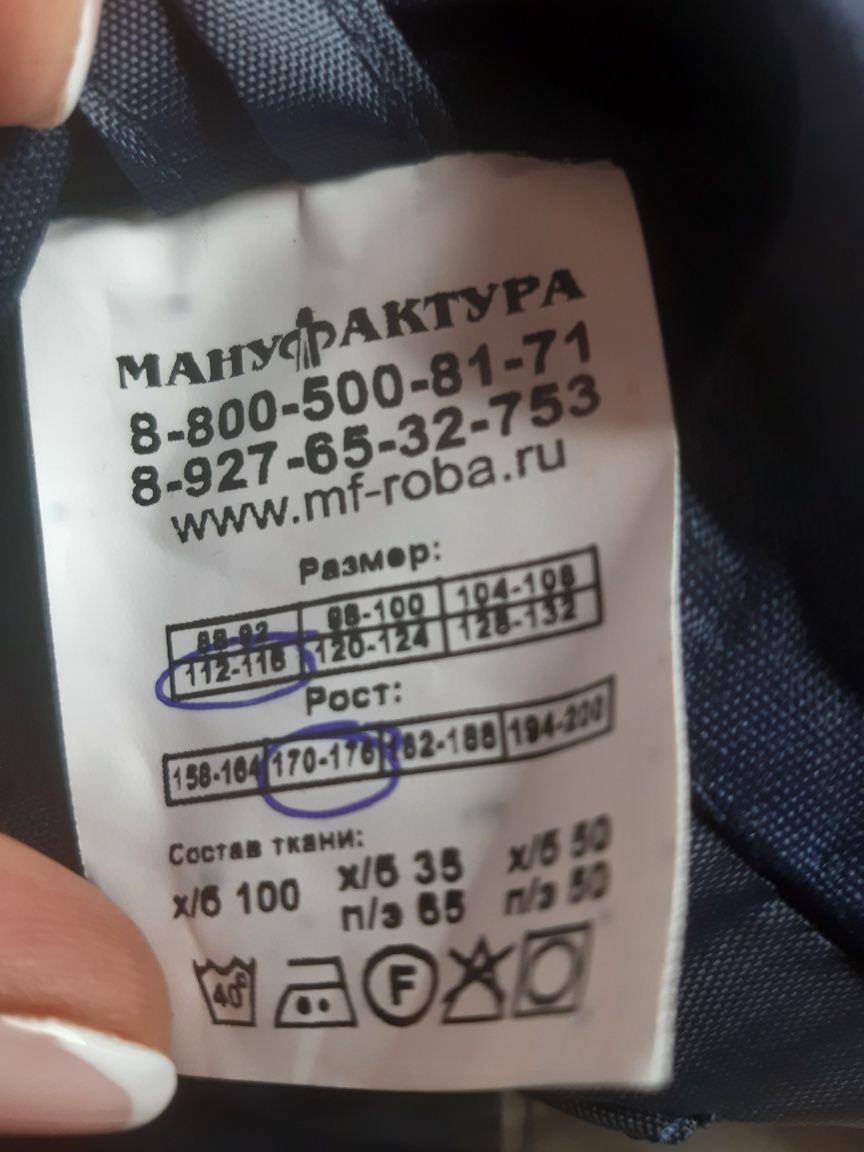 МАНУФАКТУРА
8-800-500-81-71
8-927-65-32-753
www.mf-roba.ru
Размер:
88-92 96-100 104-108
112-116 120-124 128-132
Рост:
158-164 170-176 182-188 194-200
Состав ткани:
х/б 100 х/б 35 х/б 50
п/э 65 п/э 50
40° F